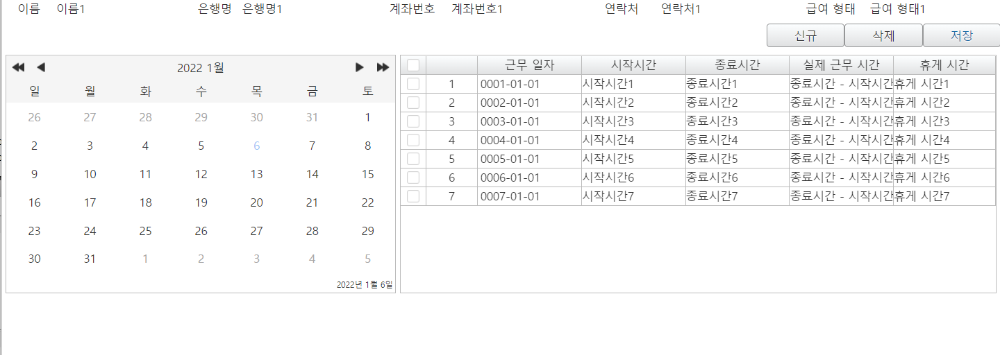 이름 이름1 은행명 은행명1 계좌번호 계좌번호1 연락처 연락처1 급여 형태 급여 형태1
신규 삭제 저장
2022 1월
일 월 화 수 목 금 토
26 27 28 29 30 31 1
2 3 4 5 6 7 8
9 10 11 12 13 14 15
16 17 18 19 20 21 22
23 24 25 26 27 28 29
30 31 1 2 3 4 5
2022년 1월 6일
근무 일자 시작시간 종료시간 실제 근무 시간 휴게 시간
1 0001-01-01 시작시간1 종료시간1 종료시간 - 시작시간 휴게 시간1
2 0002-01-01 시작시간2 종료시간2 종료시간 - 시작시간 휴게 시간2
3 0003-01-01 시작시간3 종료시간3 종료시간 - 시작시간 휴게 시간3
4 0004-01-01 시작시간4 종료시간4 종료시간 - 시작시간 휴게 시간4
5 0005-01-01 시작시간5 종료시간5 종료시간 - 시작시간 휴게 시간5
6 0006-01-01 시작시간6 종료시간6 종료시간 - 시작시간 휴게 시간6
7 0007-01-01 시작시간7 종료시간7 종료시간 - 시작시간 휴게 시간7